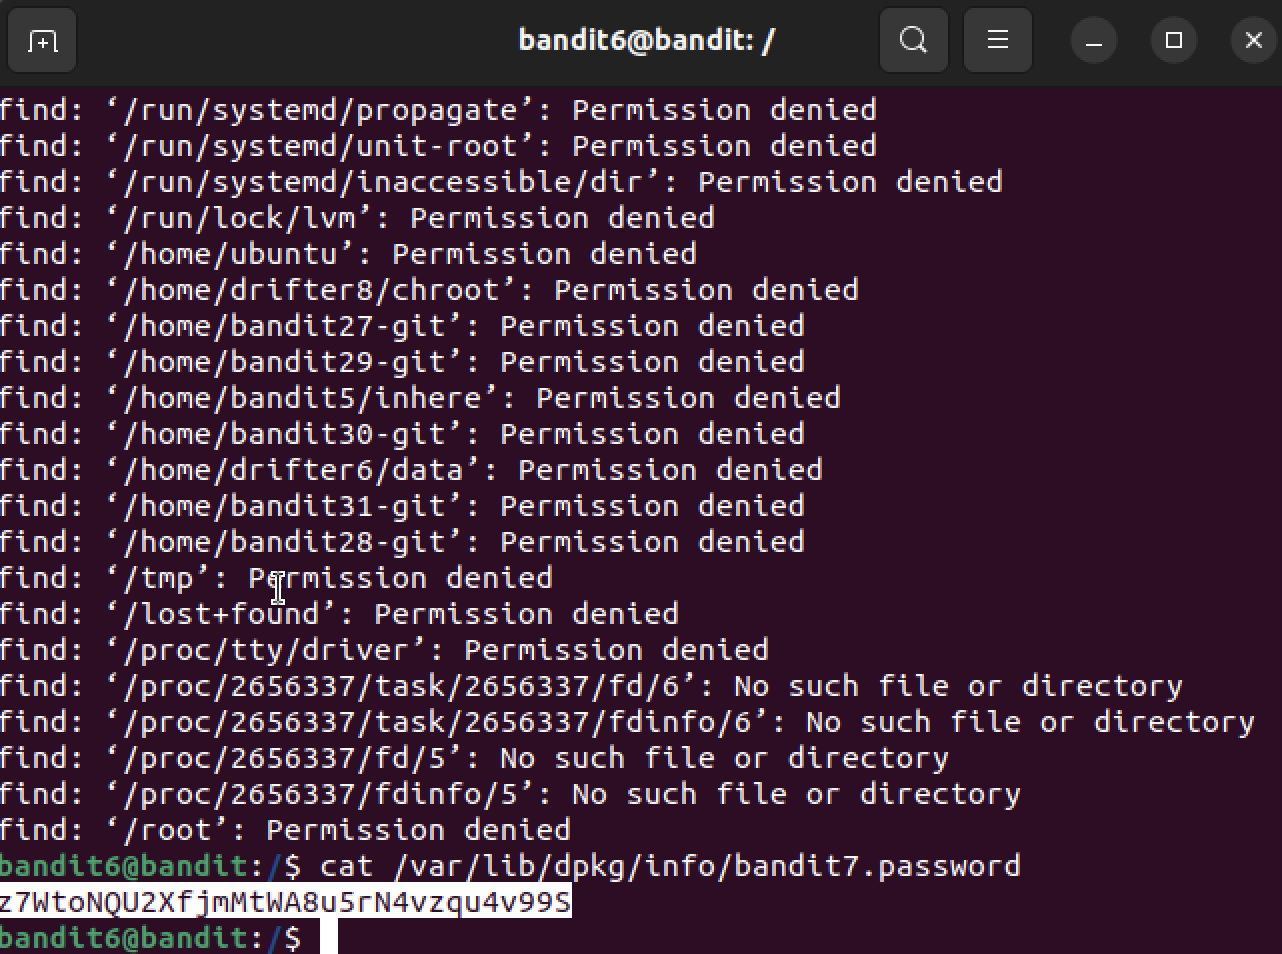 bandit6@bandit: /
find: ‘/run/systemd/propagate’: Permission denied
find: ‘/run/systemd/unit-root’: Permission denied
find: ‘/run/systemd/inaccessible/dir’: Permission denied
find: ‘/run/lock/lvm’: Permission denied
find: ‘/home/ubuntu’: Permission denied
find: ‘/home/drifter8/chroot’: Permission denied
find: ‘/home/bandit27-git’: Permission denied
find: ‘/home/bandit29-git’: Permission denied
find: ‘/home/bandit5/inhere’: Permission denied
find: ‘/home/bandit30-git’: Permission denied
find: ‘/home/drifter6/data’: Permission denied
find: ‘/home/bandit31-git’: Permission denied
find: ‘/home/bandit28-git’: Permission denied
find: ‘/tmp’: Permission denied
find: ‘/lost+found’: Permission denied
find: ‘/proc/tty/driver’: Permission denied
find: ‘/proc/2656337/task/2656337/fd/6’: No such file or directory
find: ‘/proc/2656337/task/2656337/fdinfo/6’: No such file or directory
find: ‘/proc/2656337/fd/5’: No such file or directory
find: ‘/proc/2656337/fdinfo/5’: No such file or directory
find: ‘/root’: Permission denied
bandit6@bandit:/$ cat /var/lib/dpkg/info/bandit7.password
z7WtoNQU2XfjmMtWA8u5rN4vzqu4v99S
bandit6@bandit:/$